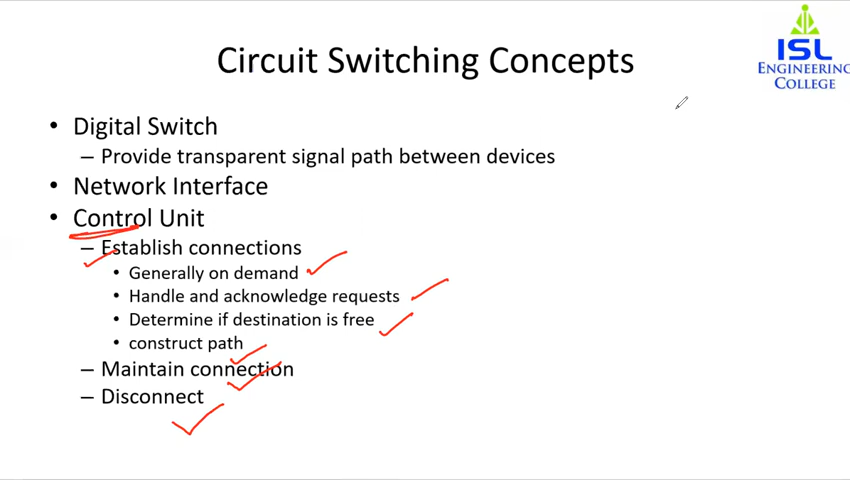 ISL
ENGINEERING
COLLEGE
Circuit Switching Concepts
• Digital Switch
– Provide transparent signal path between devices
• Network Interface
• Control Unit
– Establish connections
• Generally on demand
• Handle and acknowledge requests
• Determine if destination is free
• construct path
– Maintain connection
– Disconnect